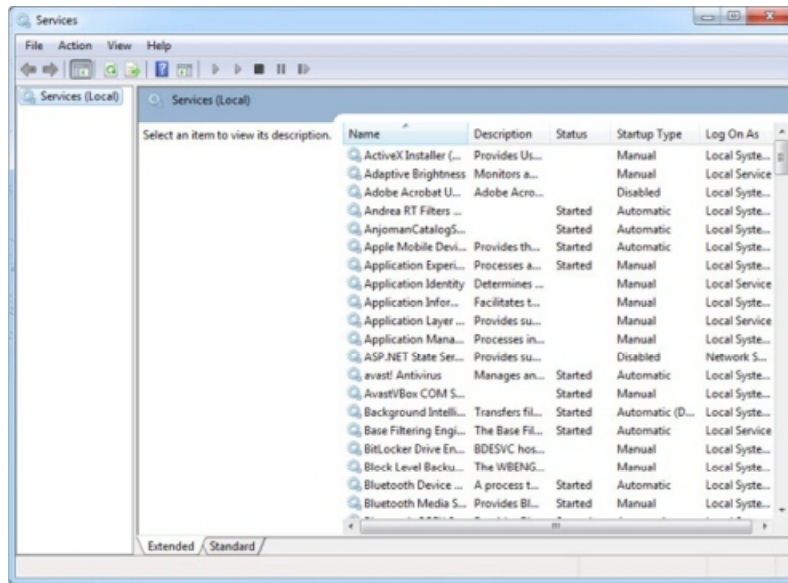 Services
File Action View Help
Services (Local)
Services (Local)
Select an item to view its description.
Name Description Status Startup Type Log On As
ActiveX Installer (... Provides Us... Manual Local Syste...
Adaptive Brightness Monitors a... Manual Local Service
Adobe Acrobat U... Adobe Acro... Disabled Local Syste...
Andrea RT Filters ... Started Automatic Local Syste...
AnjomanCatalogS... Started Automatic Local Syste...
Apple Mobile Devi... Provides th... Started Automatic Local Syste...
Application Experi... Processes a... Started Manual Local Syste...
Application Identity Determines ... Manual Local Service
Application Infor... Facilitates t... Manual Local Syste...
Application Layer ... Provides su... Manual Local Service
Application Mana... Processes in... Manual Local Syste...
ASP.NET State Ser... Provides su... Disabled Network S...
avast! Antivirus Manages an... Started Automatic Local Syste...
AvastVBox COM S... Started Manual Local Syste...
Background Intelli... Transfers fil... Started Automatic (D... Local Syste...
Base Filtering Engi... The Base Fil... Started Automatic Local Service
BitLocker Drive En... BDESVC hos... Manual Local Syste...
Block Level Backu... The WBENG... Manual Local Syste...
Bluetooth Device ... A process t... Started Automatic Local Syste...
Bluetooth Media S... Provides Bl... Started Manual Local Syste...
Extended Standard